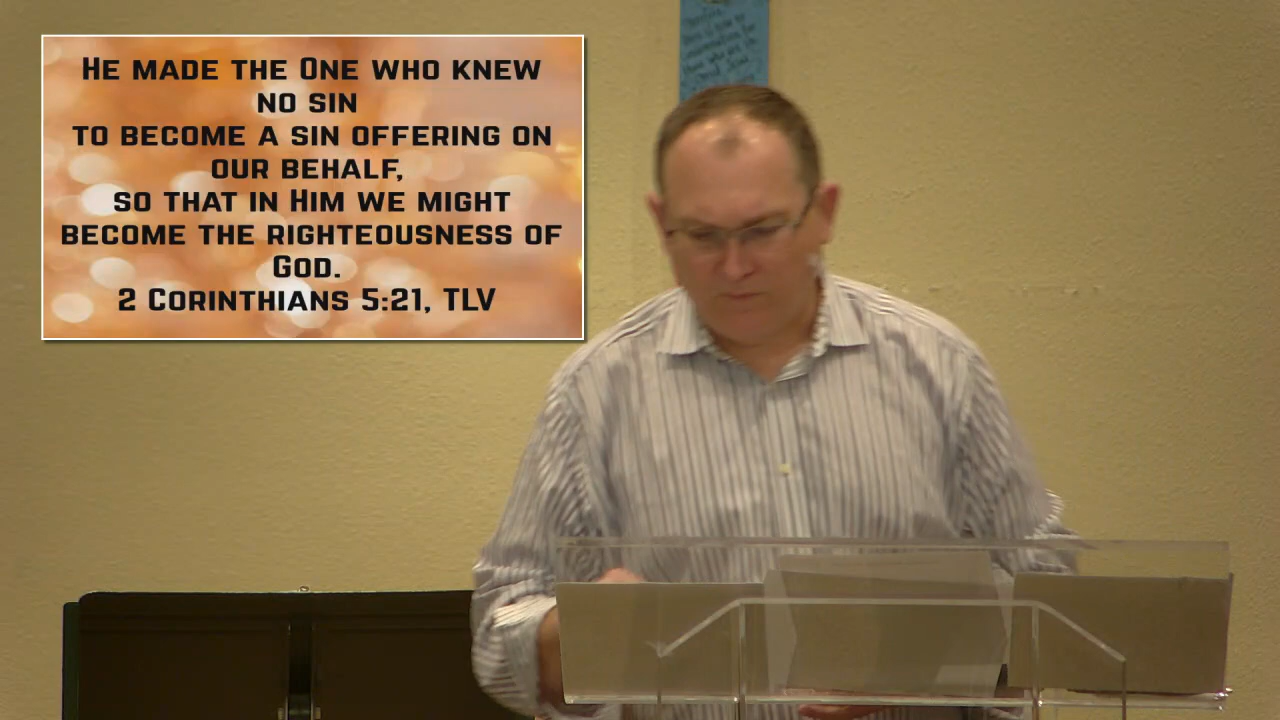 He made the One who knew
no sin
to become a sin offering on
our behalf,
so that in Him we might
become the righteousness of
God.
2 Corinthians 5:21, TLV